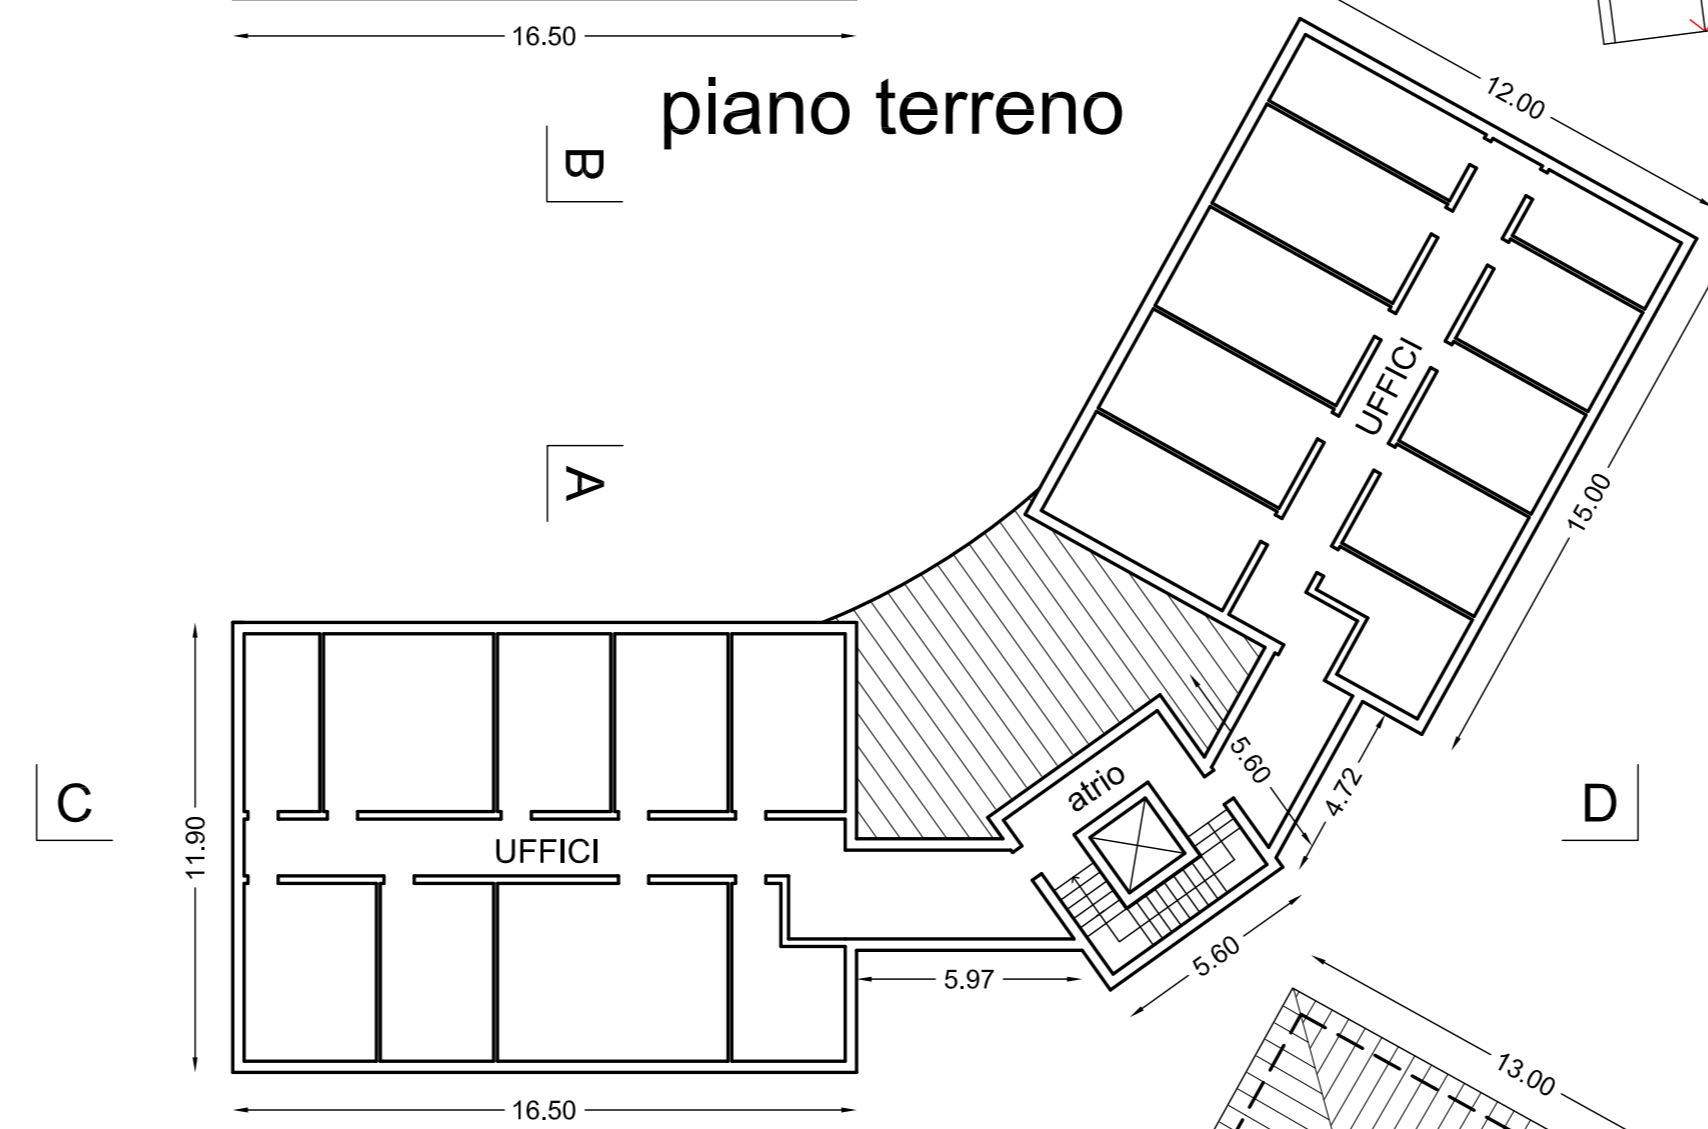 16.50
12.00
piano terreno
B
UFFICI
A
15.00
5.60
atrio
4.72
C
D
11.90
UFFICI
5.60
5.97
13.00
16.50